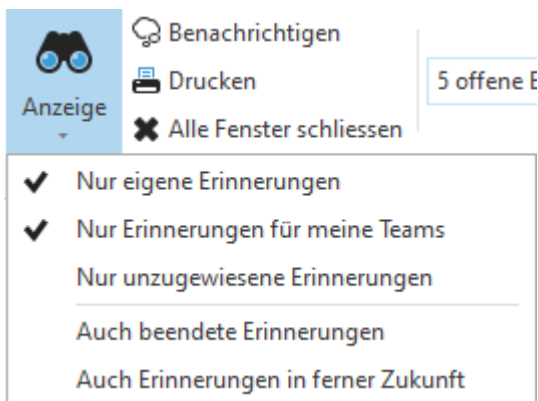 Benachrichtigen
Drucken
5 offene
Anzeige
Alle Fenster schliessen
Nur eigene Erinnerungen
Nur Erinnerungen für meine Teams
Nur unzugewiesene Erinnerungen
Auch beendete Erinnerungen
Auch Erinnerungen in ferner Zukunft